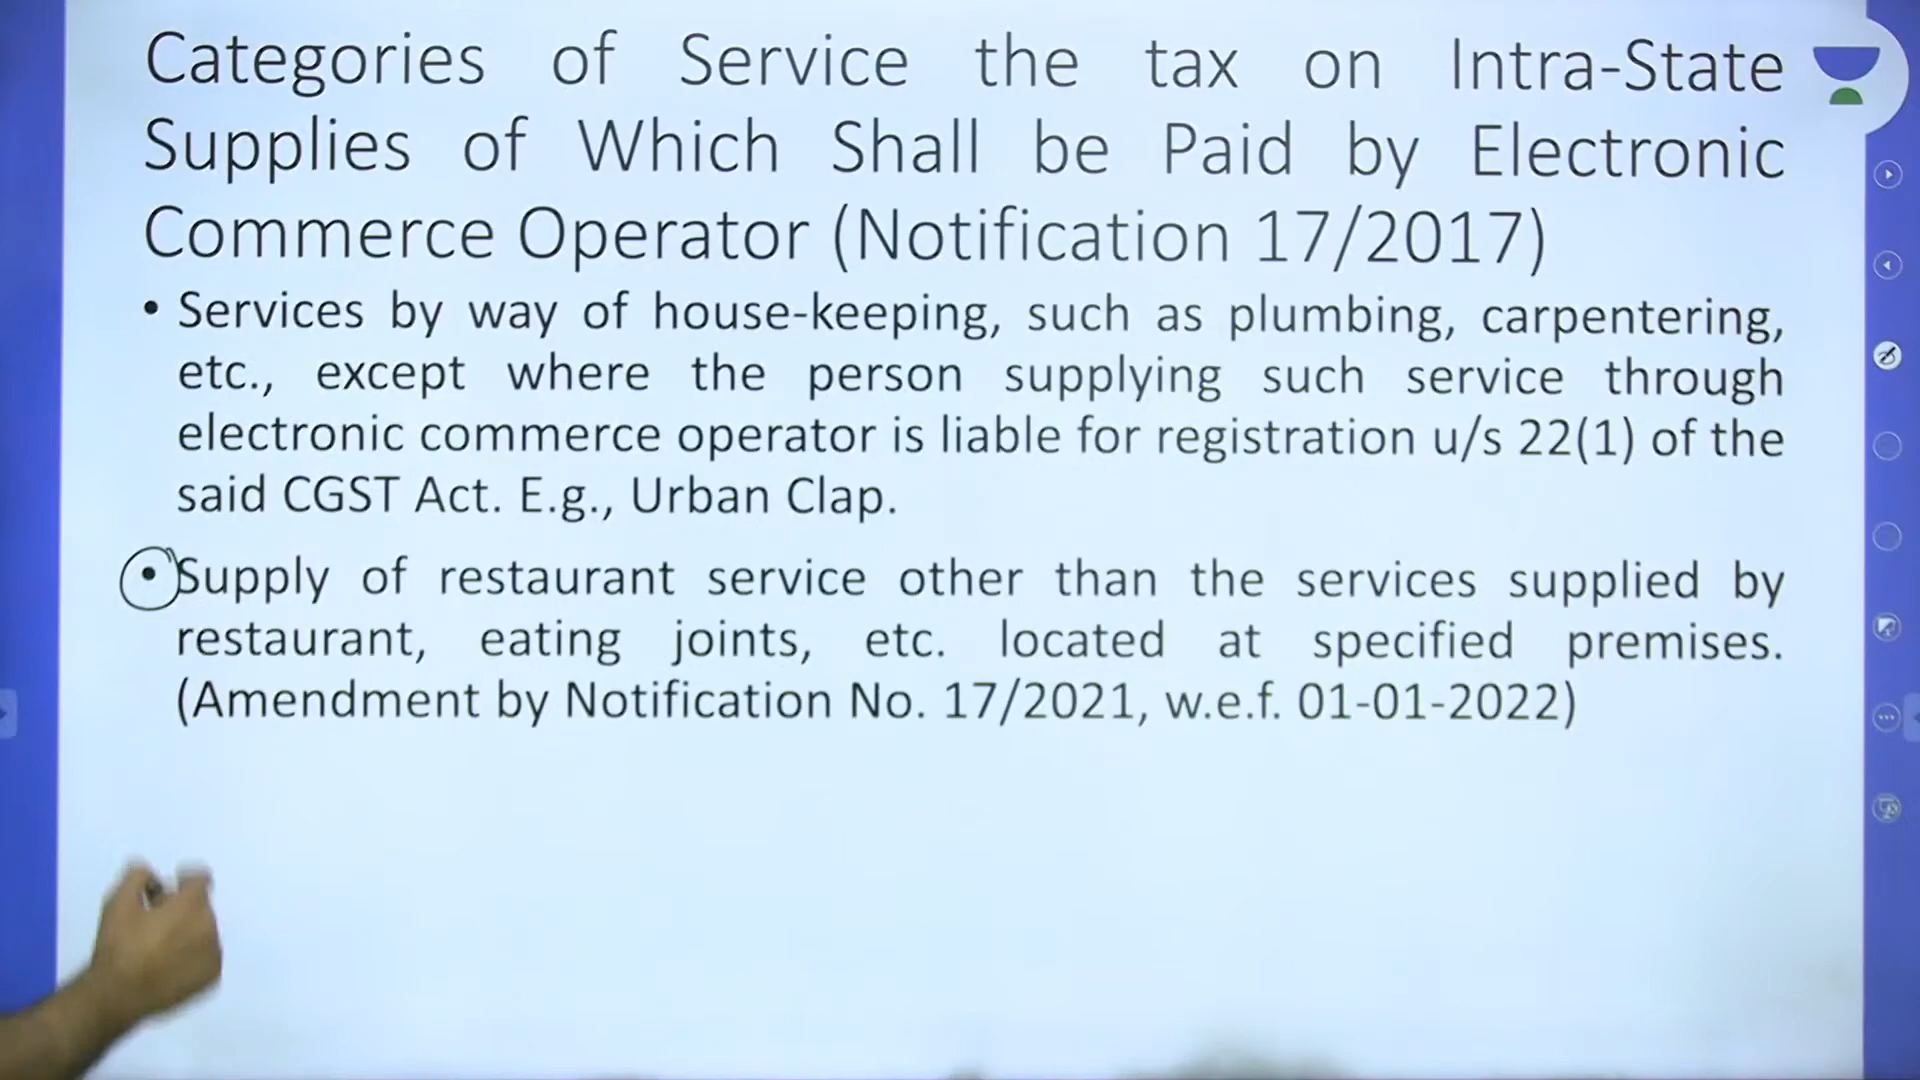 Categories of Service the tax on Intra-State
Supplies of Which Shall be Paid by Electronic
Commerce Operator (Notification 17/2017)
• Services by way of house-keeping, such as plumbing, carpentering,
etc., except where the person supplying such service through
electronic commerce operator is liable for registration u/s 22(1) of the
said CGST Act. E.g., Urban Clap.
• Supply of restaurant service other than the services supplied by
restaurant, eating joints, etc. located at specified premises.
(Amendment by Notification No. 17/2021, w.e.f. 01-01-2022)